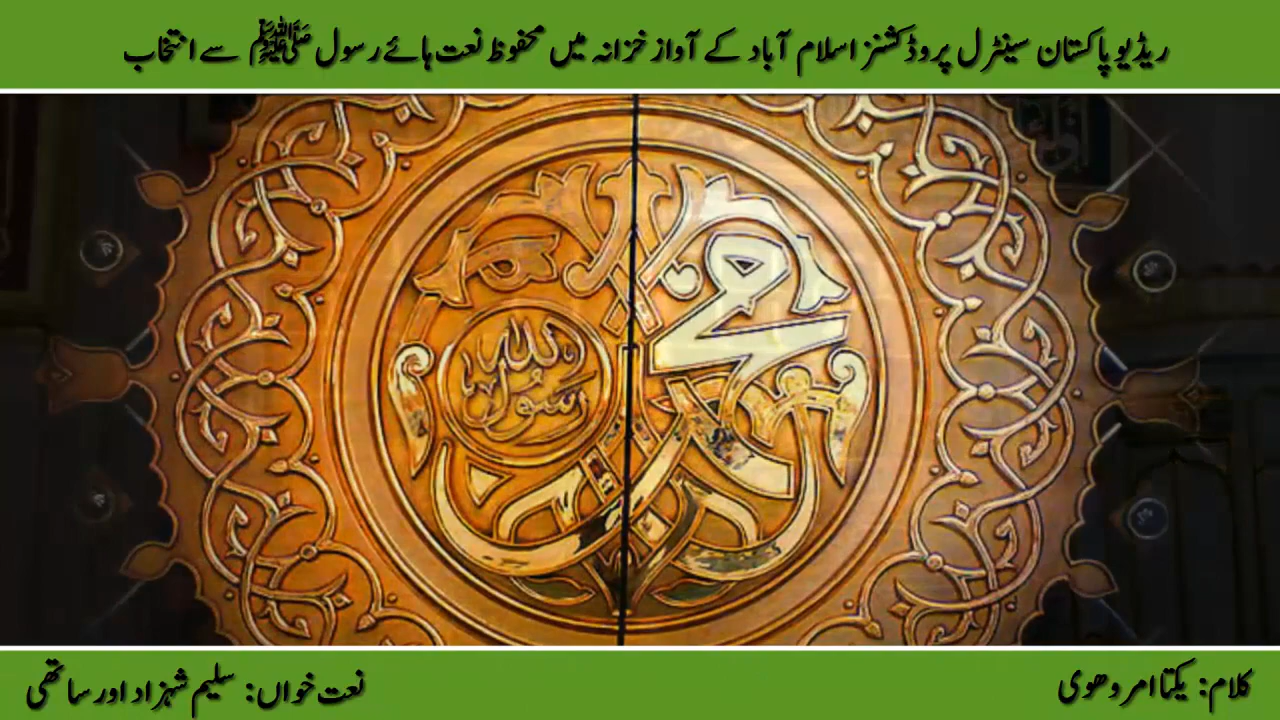 ریڈیو پاکستان سینٹرل پروڈکشنز اسلام آباد کے آواز خزانہ میں محفوظ نعت ہائے رسول ﷺ سے انتخاب
محمد
رسول الله
کلام: یکتا امروھوی
نعت خواں: سلیم شہزاد اور ساتھی